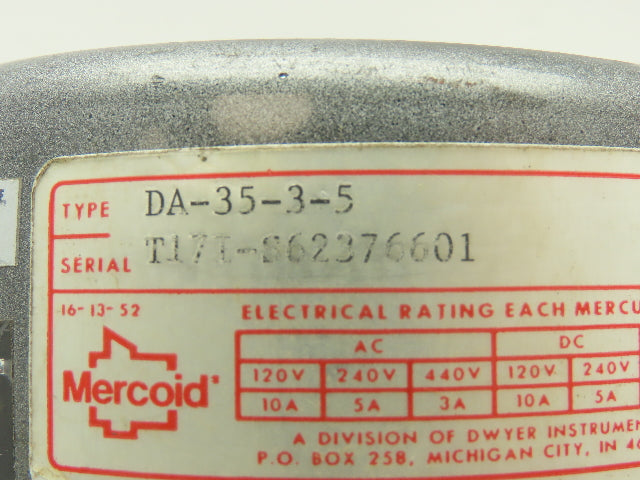 TYPE DA-35-3-5
SERIAL T17T-S62376601
16-13-52
ELECTRICAL RATING EACH MERCU
AC DC
120V 240V 440V 120V 240V
10A 5A 3A 10A 5A
Mercoid
A DIVISION OF DWYER INSTRUMEN
P.O. BOX 258, MICHIGAN CITY, IN 46